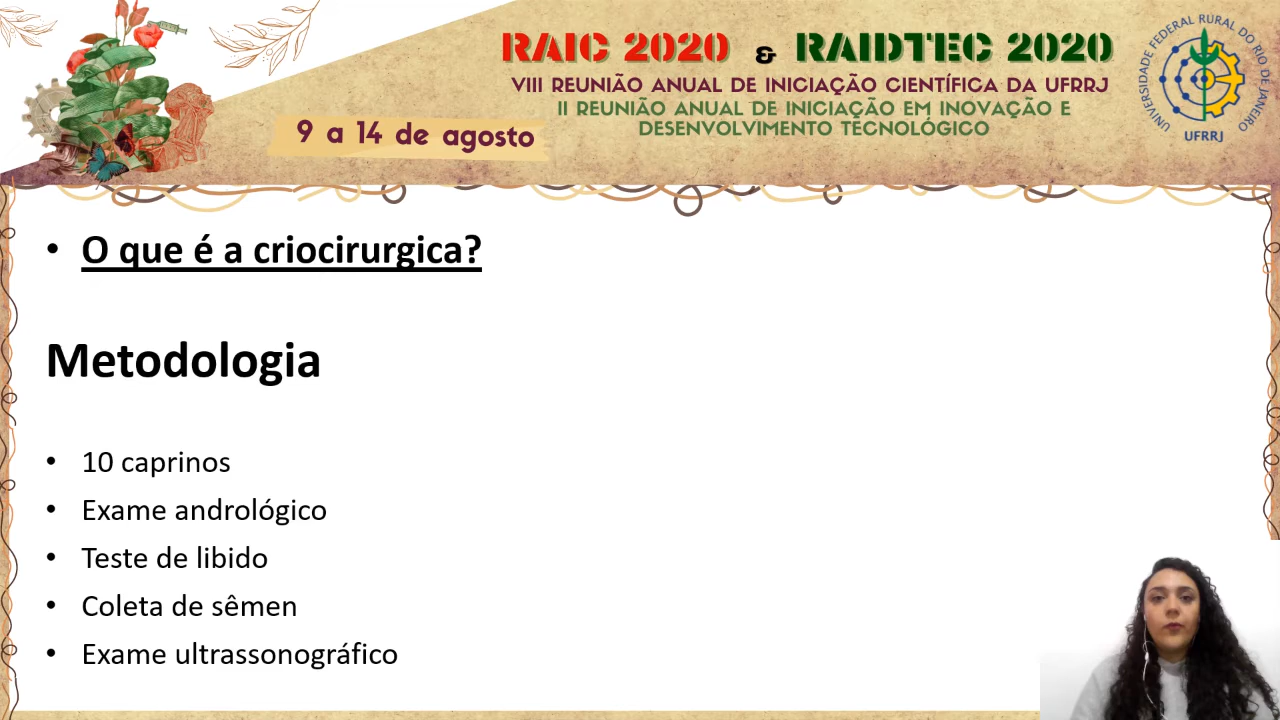 RAIC 2020 & RAIDTEC 2020
VIII REUNIÃO ANUAL DE INICIAÇÃO CIENTÍFICA DA UFRRJ
II REUNIÃO ANUAL DE INICIAÇÃO EM INOVAÇÃO E
DESENVOLVIMENTO TECNOLÓGICO
9 a 14 de agosto
UNIVERSIDADE FEDERAL RURAL DO RIO DE JANEIRO
UFRRJ
• O que é a criocirurgica?
Metodologia
• 10 caprinos
• Exame andrológico
• Teste de libido
• Coleta de sêmen
• Exame ultrassonográfico